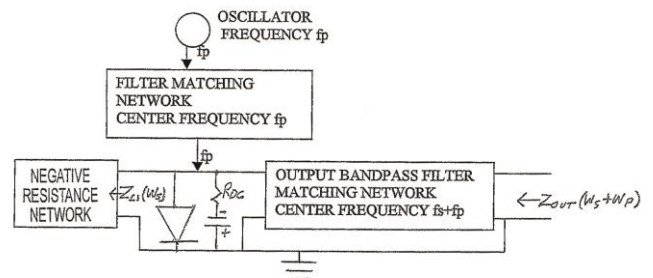 OSCILLATOR
FREQUENCY fp
fp
FILTER MATCHING
NETWORK
CENTER FREQUENCY fp
fp
NEGATIVE
RESISTANCE
NETWORK
←ZL1(WS)
RDC
-
+
OUTPUT BANDPASS FILTER
MATCHING NETWORK
CENTER FREQUENCY fs+fp
←ZOUT(WS+WP)